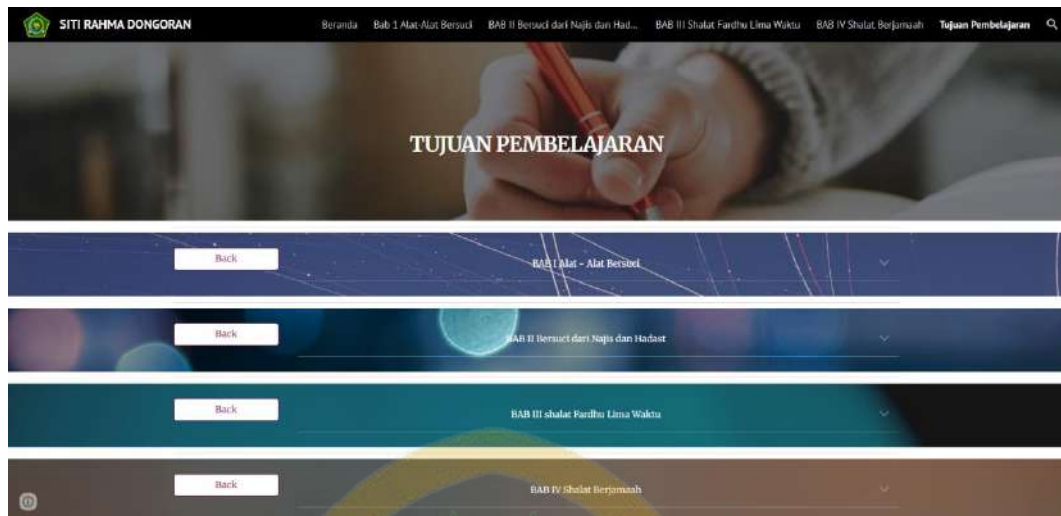 SITI RAHMA DONGORAN
Beranda Bab 1 Alat-Alat Bersuci BAB II Bersuci dari Najis dan Had... BAB III Shalat Fardhu Lima Waktu BAB IV Shalat Berjamaah Tujuan Pembelajaran
TUJUAN PEMBELAJARAN
Back
BAB I Alat – Alat Bersuci
Back
BAB II Bersuci dari Najis dan Hadast
Back
BAB III shalat Fardhu Lima Waktu
Back
BAB IV Shalat Berjamaah